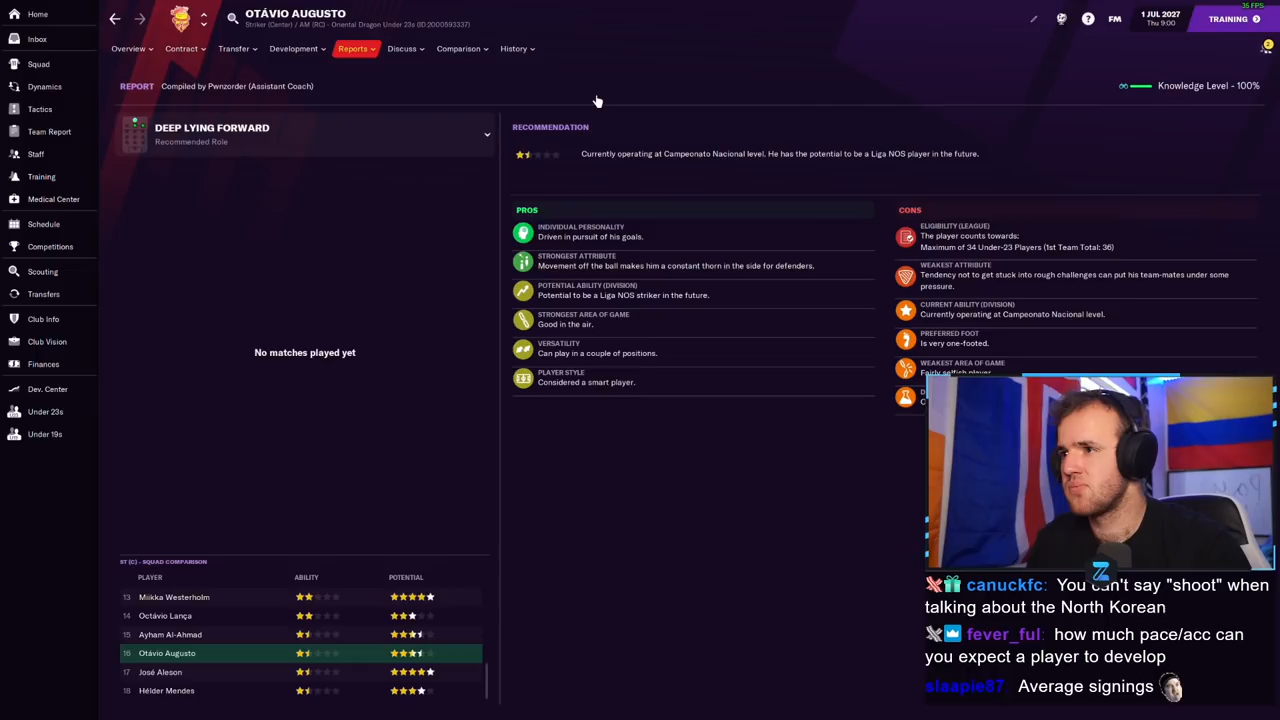 35 FPS
Home
OTÁVIO AUGUSTO
Striker (Center) / AM (RC) - Oriental Dragon Under 23s (ID:2000593337)
FM
1 JUL 2027
Thu 9:00
TRAINING
Inbox
Overview
Contract
Transfer
Development
Reports
Discuss
Comparison
History
2
Squad
Dynamics
REPORT
Compiled by Pwnzorder (Assistant Coach)
Knowledge Level - 100%
Tactics
Team Report
Staff
Training
Medical Center
Schedule
Competitions
Scouting
Transfers
Club Info
Club Vision
Finances
Dev. Center
Under 23s
Under 19s
DEEP LYING FORWARD
Recommended Role
No matches played yet
RECOMMENDATION
Currently operating at Campeonato Nacional level. He has the potential to be a Liga NOS player in the future.
PROS
INDIVIDUAL PERSONALITY
Driven in pursuit of his goals.
STRONGEST ATTRIBUTE
Movement off the ball makes him a constant thorn in the side for defenders.
POTENTIAL ABILITY (DIVISION)
Potential to be a Liga NOS striker in the future.
STRONGEST AREA OF GAME
Good in the air.
VERSATILITY
Can play in a couple of positions.
PLAYER STYLE
Considered a smart player.
CONS
ELIGIBILITY (LEAGUE)
The player counts towards:
Maximum of 34 Under-23 Players (1st Team Total: 36)
WEAKEST ATTRIBUTE
Tendency not to get stuck into rough challenges can put his team-mates under some
pressure.
CURRENT ABILITY (DIVISION)
Currently operating at Campeonato Nacional level.
PREFERRED FOOT
Is very one-footed.
WEAKEST AREA OF GAME
Fairly selfish player.
ST (C) - SQUAD COMPARISON
PLAYER ABILITY POTENTIAL
13 Miikka Westerholm
14 Octávio Lança
15 Ayham Al-Ahmad
16 Otávio Augusto
17 José Aleson
18 Hélder Mendes
canuckfc: You can't say "shoot" when
talking about the North Korean
fever_ful: how much pace/acc can
you expect a player to develop
slaapie87 Average signings